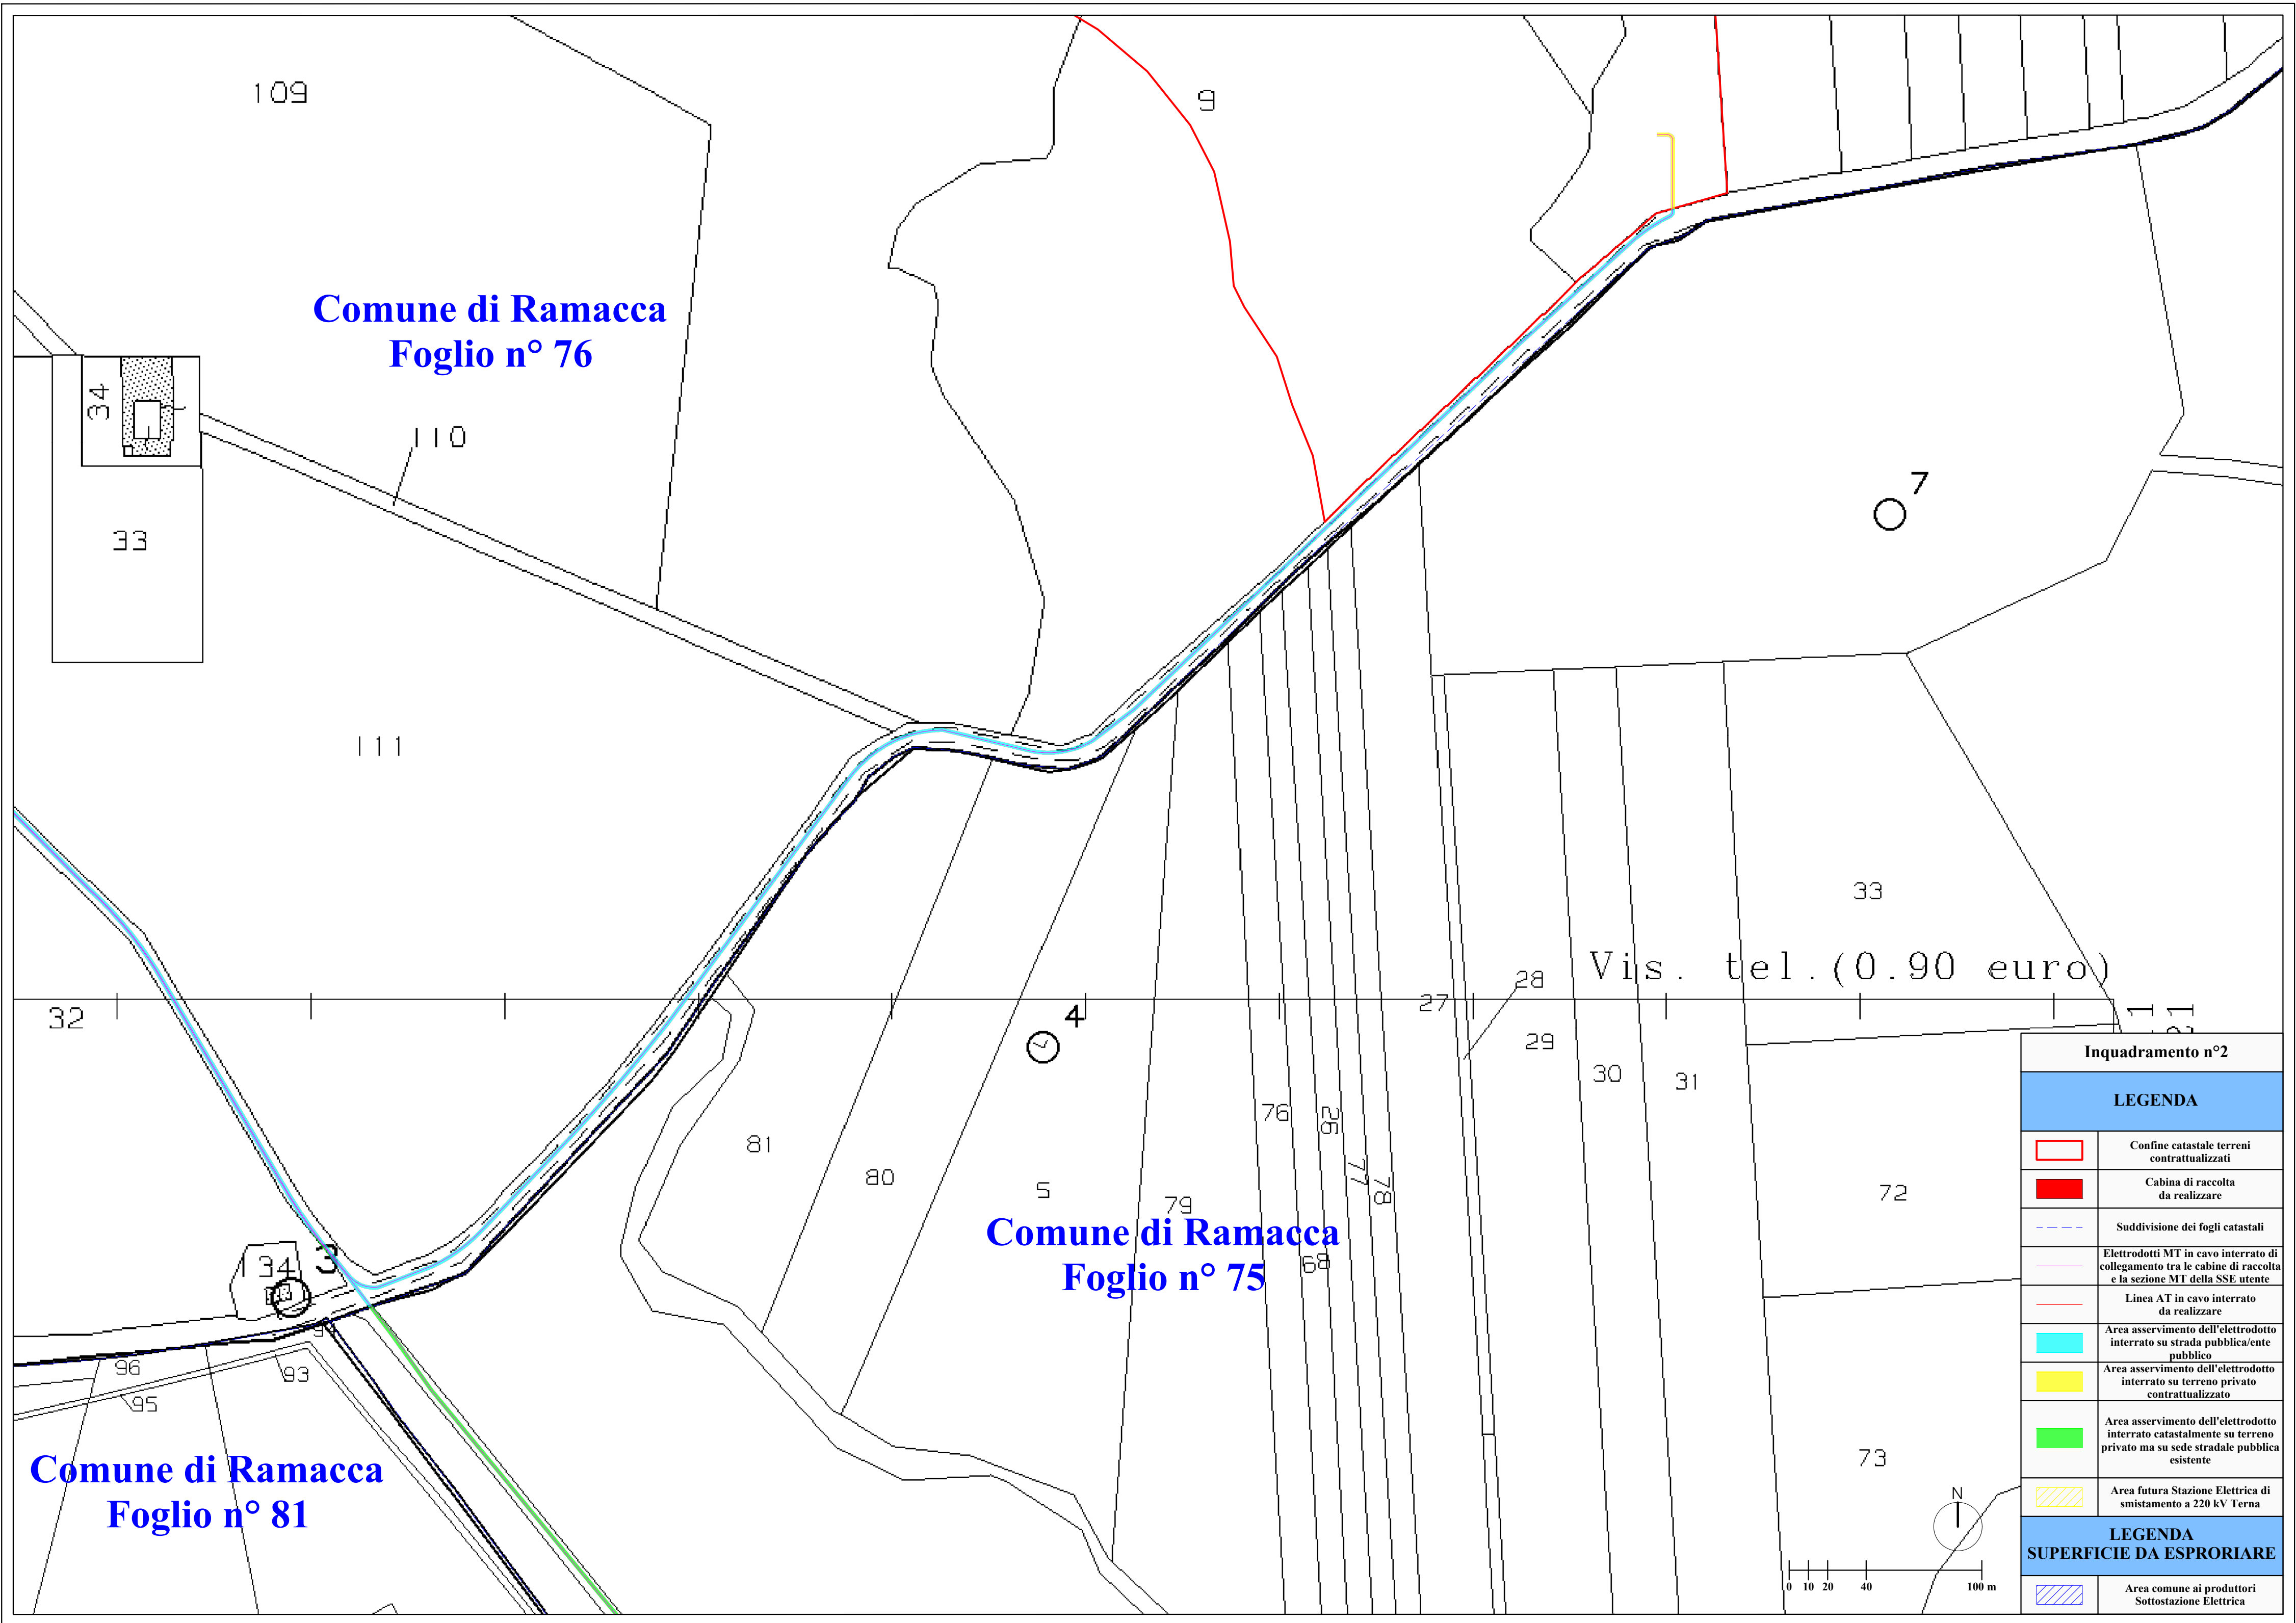 109
9
Comune di Ramacca
Foglio n° 76
34
110
7
33
111
33
Vis. tel.(0.90 euro)
28
27
32
4
29
30
31
76
26
81
77
78
80
5
79
72
Comune di Ramacca
Foglio n° 75
68
134
3
96
93
95
73
Comune di Ramacca
Foglio n° 81
N
0 10 20 40 100 m
Inquadramento n°2
LEGENDA
Confine catastale terreni
contrattualizzati
Cabina di raccolta
da realizzare
Suddivisione dei fogli catastali
Elettrodotti MT in cavo interrato di
collegamento tra le cabine di raccolta
e la sezione MT della SSE utente
Linea AT in cavo interrato
da realizzare
Area asservimento dell'elettrodotto
interrato su strada pubblica/ente
pubblico
Area asservimento dell'elettrodotto
interrato su terreno privato
contrattualizzato
Area asservimento dell'elettrodotto
interrato catastalmente su terreno
privato ma su sede stradale pubblica
esistente
Area futura Stazione Elettrica di
smistamento a 220 kV Terna
LEGENDA
SUPERFICIE DA ESPRORIARE
Area comune ai produttori
Sottostazione Elettrica